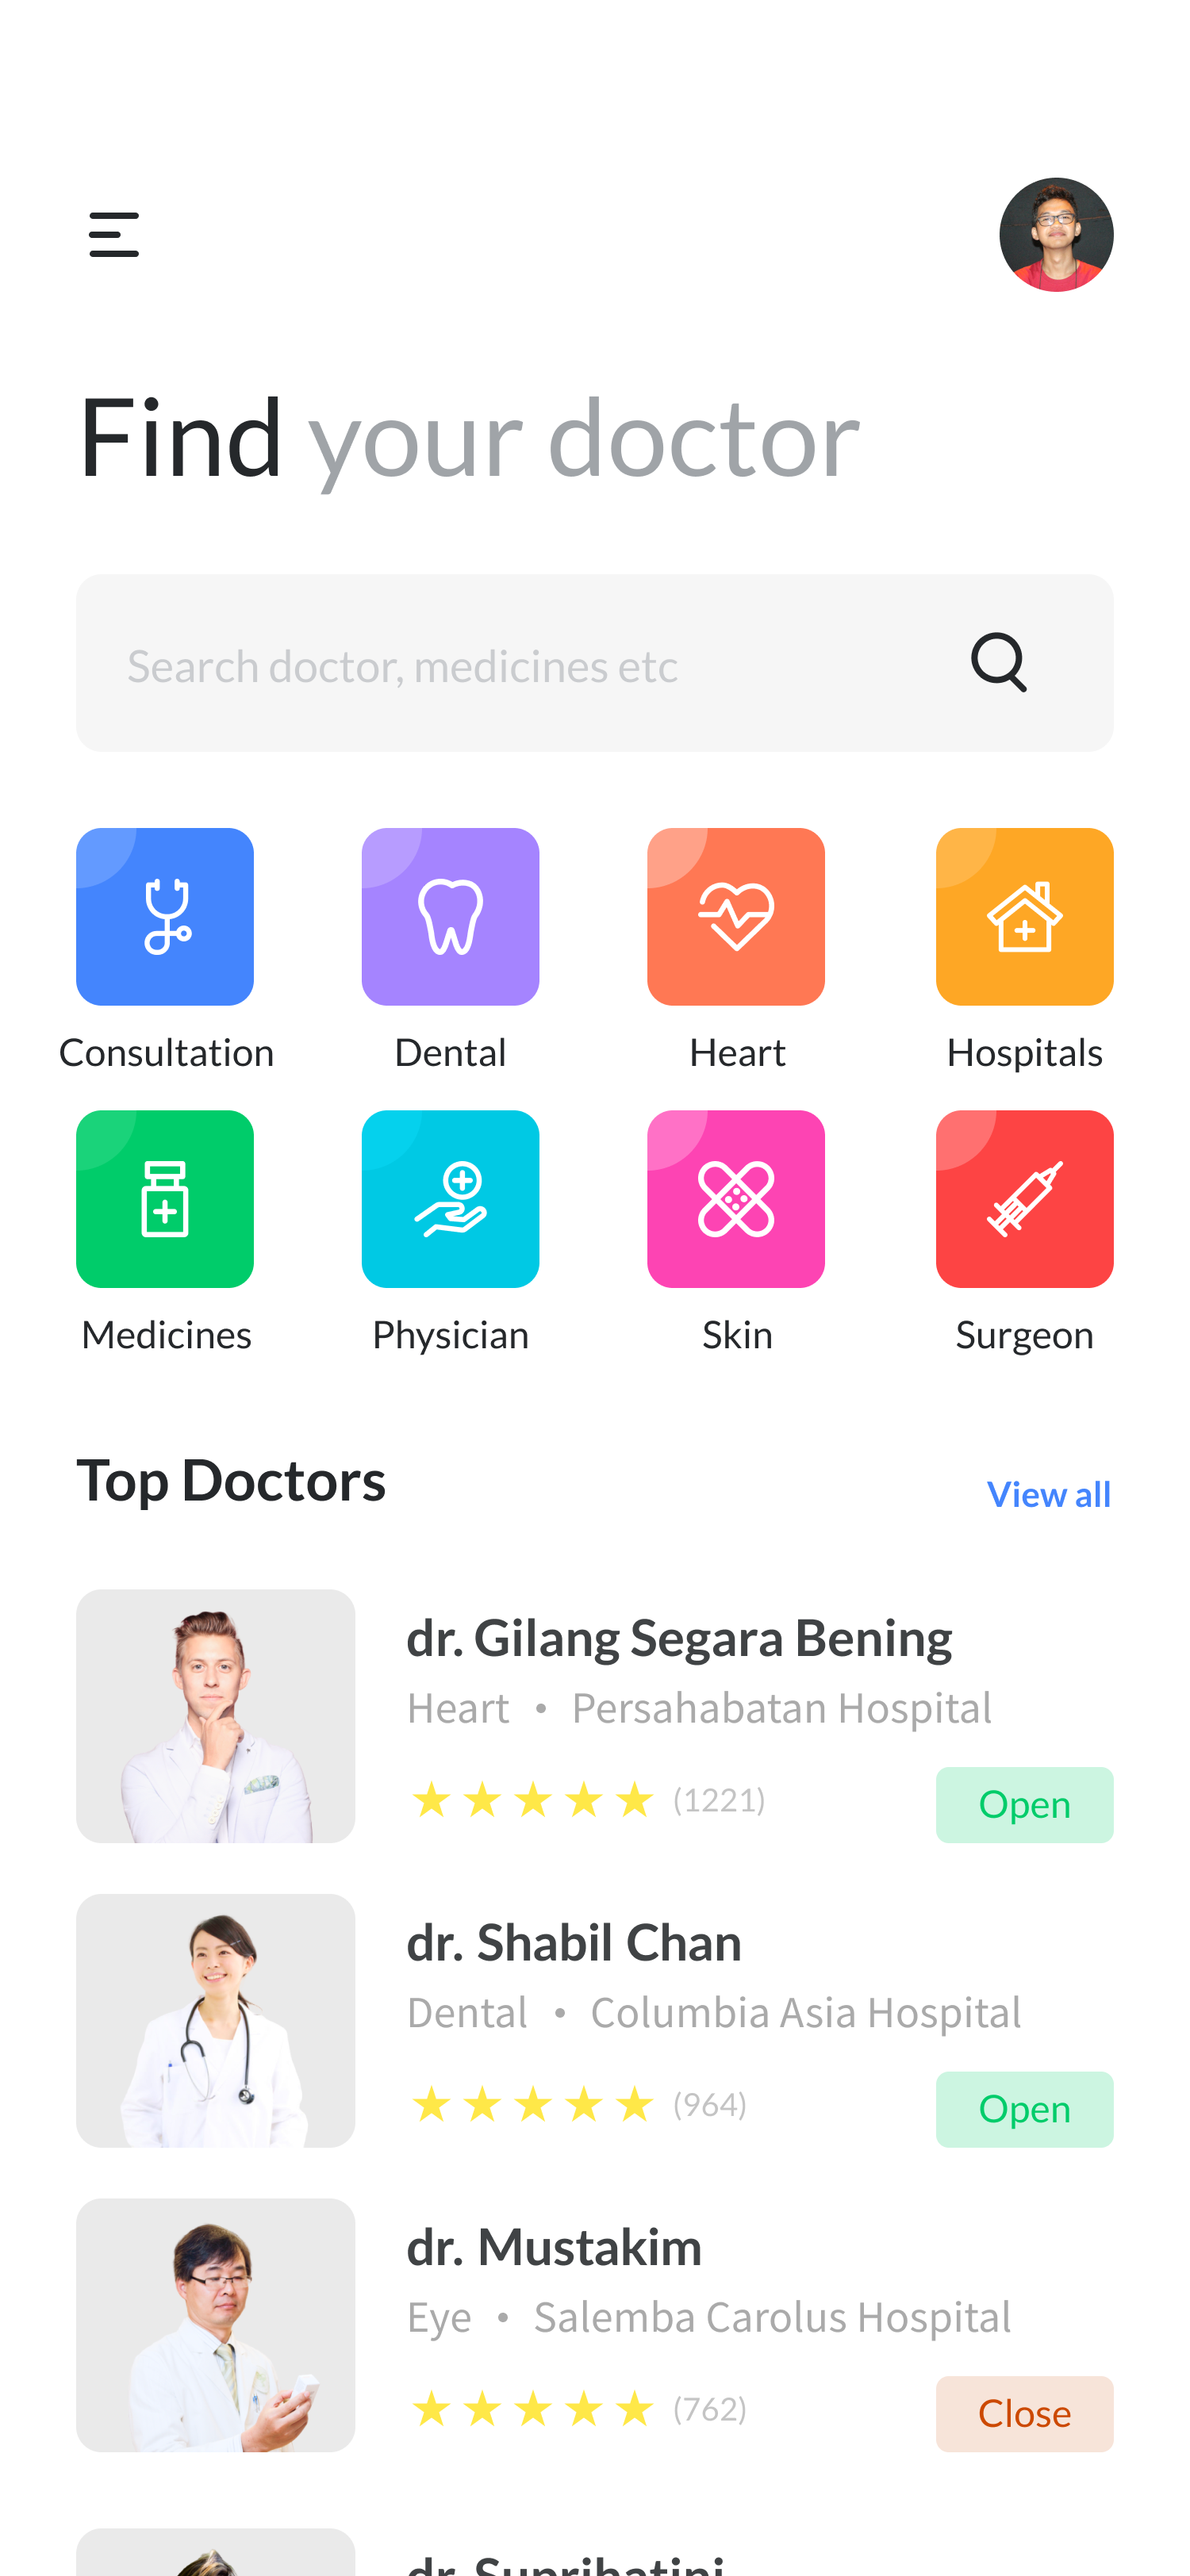 Find your doctor
Search doctor, medicines etc
Consultation
Dental
Heart
Hospitals
Medicines
Physician
Skin
Surgeon
Top Doctors
View all
dr. Gilang Segara Bening
Heart • Persahabatan Hospital
(1221)
Open
dr. Shabil Chan
Dental • Columbia Asia Hospital
(964)
Open
dr. Mustakim
Eye • Salemba Carolus Hospital
(762)
Close
dr. Suprihatini